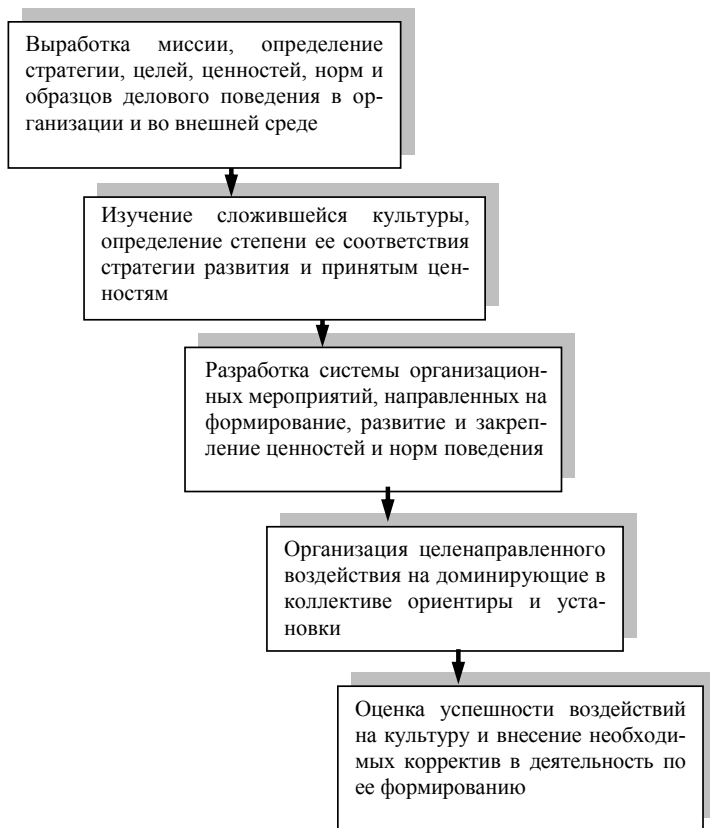 Выработка миссии, определение
стратегии, целей, ценностей, норм и
образцов делового поведения в ор-
ганизации и во внешней среде
Изучение сложившейся культуры,
определение степени ее соответствия
стратегии развития и принятым цен-
ностям
Разработка системы организацион-
ных мероприятий, направленных на
формирование, развитие и закреп-
ление ценностей и норм поведения
Организация целенаправленного
воздействия на доминирующие в
коллективе ориентиры и уста-
новки
Оценка успешности воздействий
на культуру и внесение необходи-
мых корректив в деятельность по
ее формированию